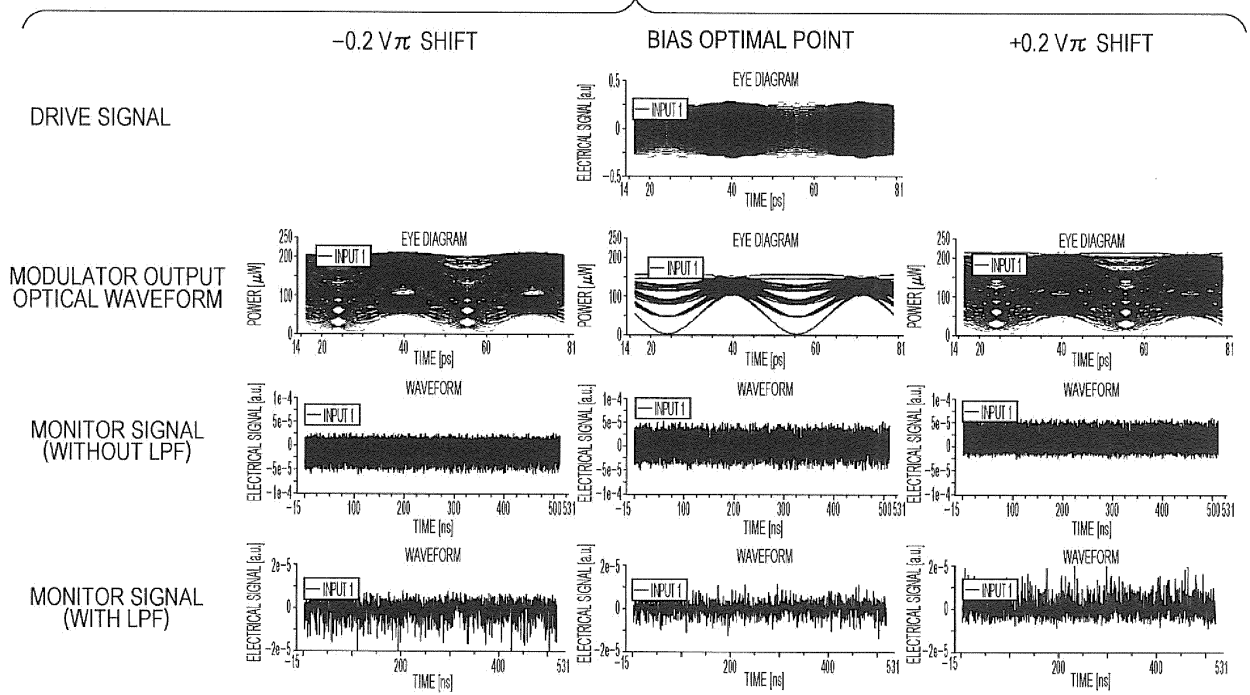 −0.2 Vπ SHIFT
BIAS OPTIMAL POINT
+0.2 Vπ SHIFT
DRIVE SIGNAL
EYE DIAGRAM
ELECTRICAL SIGNAL [a.u]
0.5
0
−0.5
INPUT 1
14 20 40 60 81
TIME [ps]
MODULATOR OUTPUT
OPTICAL WAVEFORM
EYE DIAGRAM
POWER [μW]
250
200
100
0
INPUT 1
14 20 40 60 81
TIME [ps]
EYE DIAGRAM
POWER [μW]
250
200
100
0
INPUT 1
14 20 40 60 81
TIME [ps]
EYE DIAGRAM
POWER [μW]
250
200
100
0
INPUT 1
14 20 40 60 81
TIME [ps]
MONITOR SIGNAL
(WITHOUT LPF)
WAVEFORM
ELECTRICAL SIGNAL [a.u.]
1e-4
5e-5
0
−5e-5
−1e-4
INPUT 1
−15 100 200 300 400 500 531
TIME [ns]
WAVEFORM
ELECTRICAL SIGNAL [a.u.]
1e-4
5e-5
0
−5e-5
−1e-4
INPUT 1
−15 100 200 300 400 500 531
TIME [ns]
WAVEFORM
ELECTRICAL SIGNAL [a.u.]
1e-4
5e-5
0
−5e-5
−1e-4
INPUT 1
−15 100 200 300 400 500 531
TIME [ns]
MONITOR SIGNAL
(WITH LPF)
WAVEFORM
ELECTRICAL SIGNAL [a.u.]
2e-5
0
−2e-5
INPUT 1
−15 200 400 531
TIME [ns]
WAVEFORM
ELECTRICAL SIGNAL [a.u.]
2e-5
0
−2e-5
INPUT 1
−15 200 400 531
TIME [ns]
WAVEFORM
ELECTRICAL SIGNAL [a.u.]
2e-5
0
−2e-5
INPUT 1
−15 200 400 531
TIME [ns]